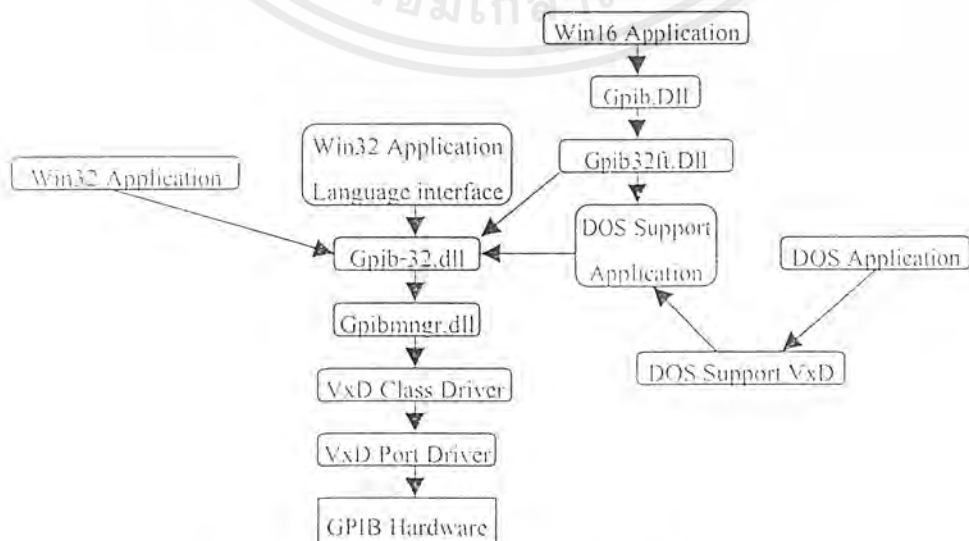 Win16 Application
Gpib.Dll
Win32 Application
Language interface
Gpib32ft.Dll
Win32 Application
DOS Support
Application
Gpib-32.dll
DOS Application
Gpibmngr.dll
DOS Support VxD
VxD Class Driver
VxD Port Driver
GPIB Hardware